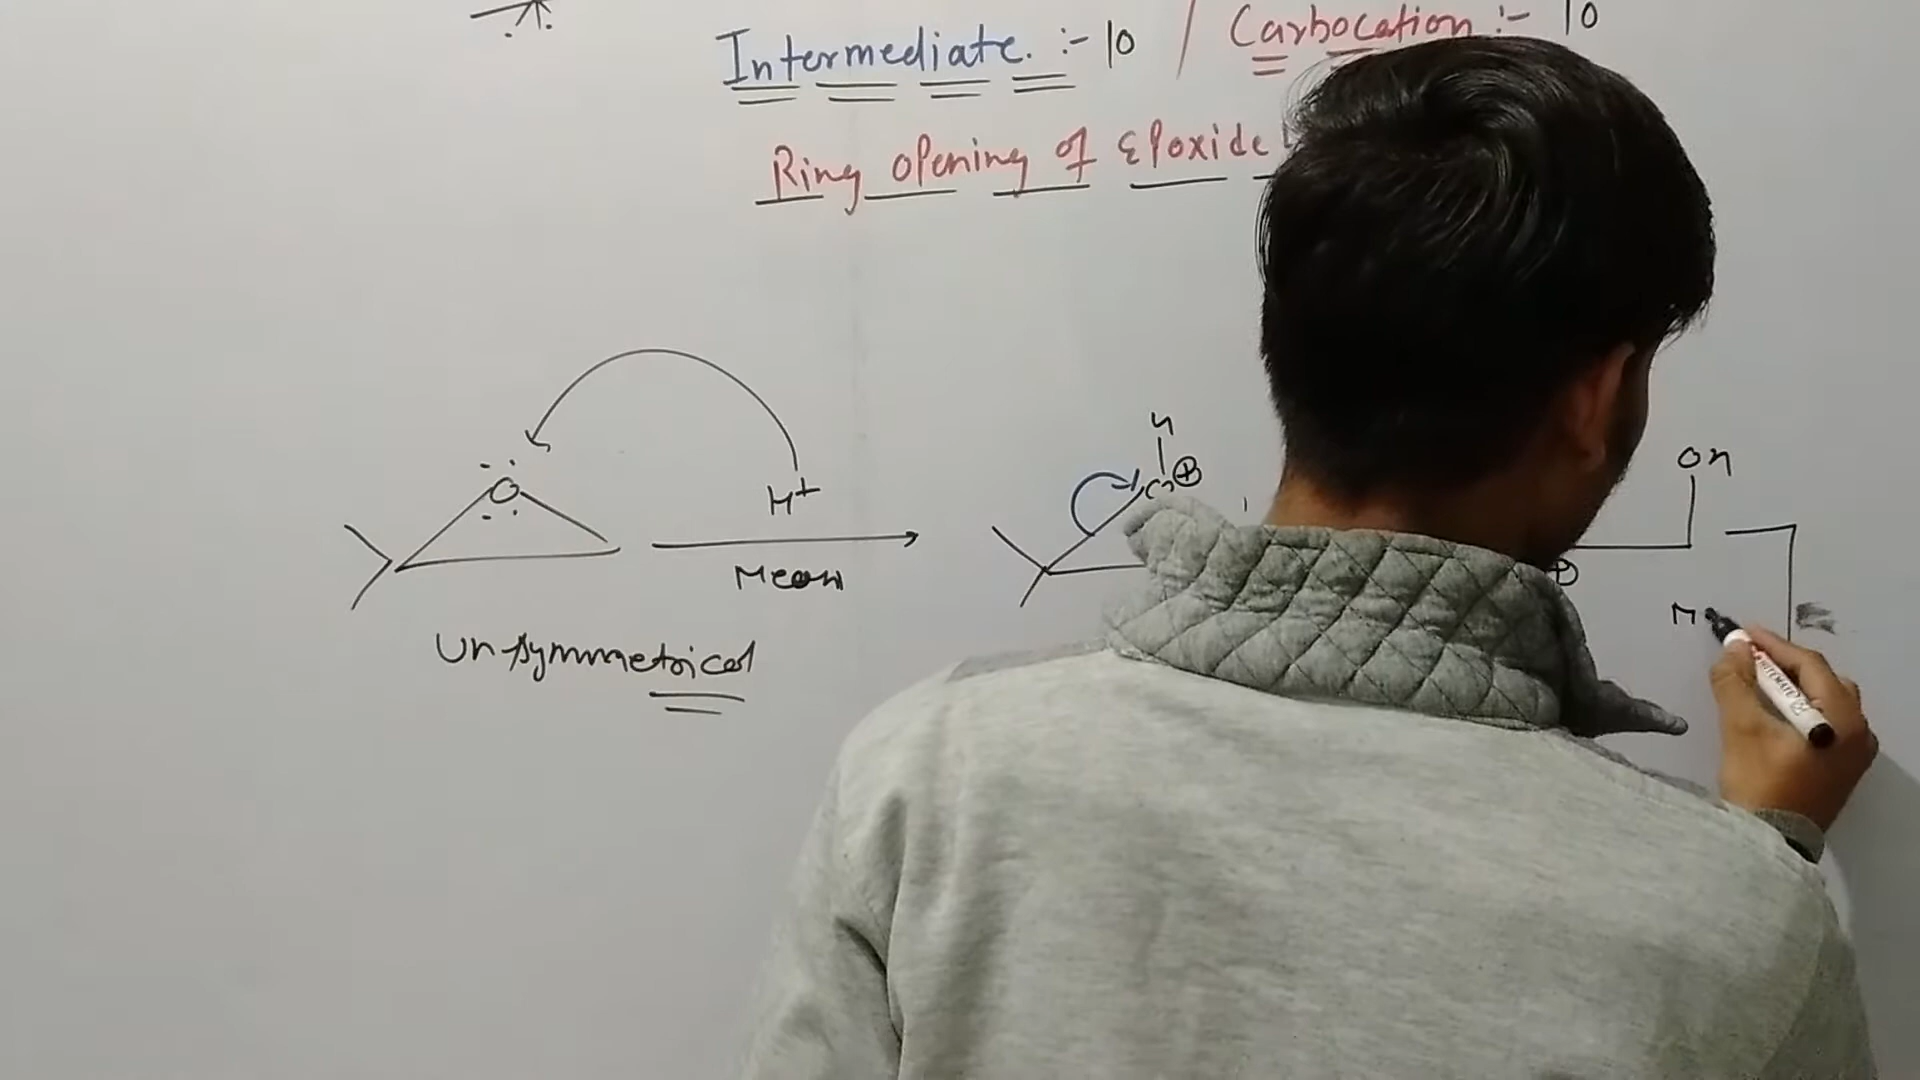 Intermediate. :- 10 / Carbocation :- 10
Ring opening of Epoxide
H
O
H+
⊕
OH
MeOH
⊕
M
Unsymmetrical